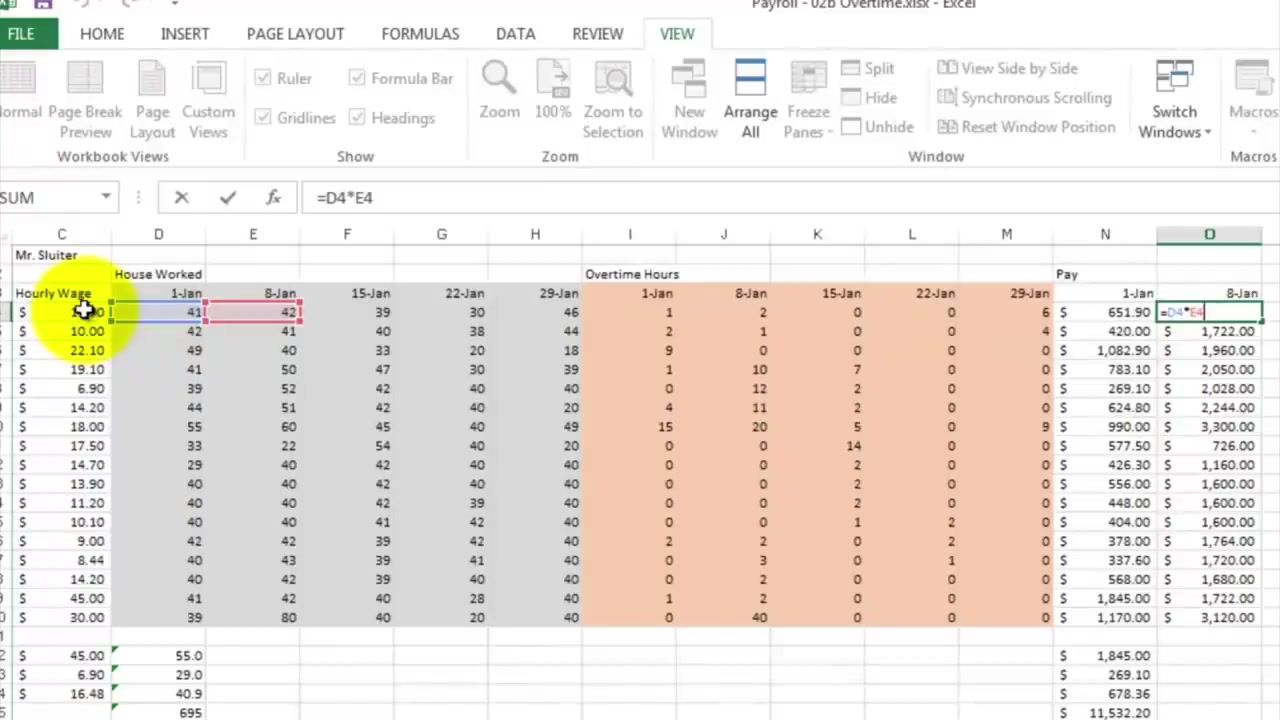 Payroll - 02b Overtime.xlsx - Excel
FILE HOME INSERT PAGE LAYOUT FORMULAS DATA REVIEW VIEW
Page Break Preview Page Layout Custom Views
Workbook Views
Ruler Formula Bar
Gridlines Headings
Show
Zoom 100% Zoom to Selection
Zoom
New Window Arrange All Freeze Panes Split Hide Unhide
View Side by Side
Synchronous Scrolling
Reset Window Position
Switch Windows
Window
Macros
Macros
SUM fx =D4*E4
C D E F G H I J K L M N O
Mr. Sluiter
House Worked Overtime Hours Pay
Hourly Wage 1-Jan 8-Jan 15-Jan 22-Jan 29-Jan 1-Jan 8-Jan 15-Jan 22-Jan 29-Jan 1-Jan 8-Jan
$ 41 42 39 30 46 1 2 0 0 6 $ 651.90 =D4*E4
10.00 42 41 40 38 44 2 1 0 0 4 $ 420.00 $ 1,722.00
$ 22.10 49 40 33 20 18 9 0 0 0 0 $ 1,082.90 $ 1,960.00
$ 19.10 41 50 47 30 39 1 10 7 0 0 $ 783.10 $ 2,050.00
$ 6.90 39 52 42 40 40 0 12 2 0 0 $ 269.10 $ 2,028.00
$ 14.20 44 51 42 40 20 4 11 2 0 0 $ 624.80 $ 2,244.00
$ 18.00 55 60 45 40 49 15 20 5 0 9 $ 990.00 $ 3,300.00
$ 17.50 33 22 54 40 20 0 0 14 0 0 $ 577.50 $ 726.00
$ 14.70 29 40 42 40 40 0 0 2 0 0 $ 426.30 $ 1,160.00
$ 13.90 40 40 42 40 40 0 0 2 0 0 $ 556.00 $ 1,600.00
$ 11.20 40 40 42 39 40 0 0 2 0 0 $ 448.00 $ 1,600.00
$ 10.10 40 40 41 42 40 0 0 1 2 0 $ 404.00 $ 1,600.00
$ 9.00 42 42 39 42 40 2 2 0 2 0 $ 378.00 $ 1,764.00
$ 8.44 40 43 39 41 40 0 3 0 1 0 $ 337.60 $ 1,720.00
$ 14.20 40 42 39 40 40 0 2 0 0 0 $ 568.00 $ 1,680.00
$ 45.00 41 42 40 28 40 1 2 0 0 0 $ 1,845.00 $ 1,722.00
$ 30.00 39 80 40 20 40 0 40 0 0 0 $ 1,170.00 $ 3,120.00
$ 45.00 55.0 $ 1,845.00
$ 6.90 29.0 $ 269.10
$ 16.48 40.9 $ 678.36
695 $ 11,532.20